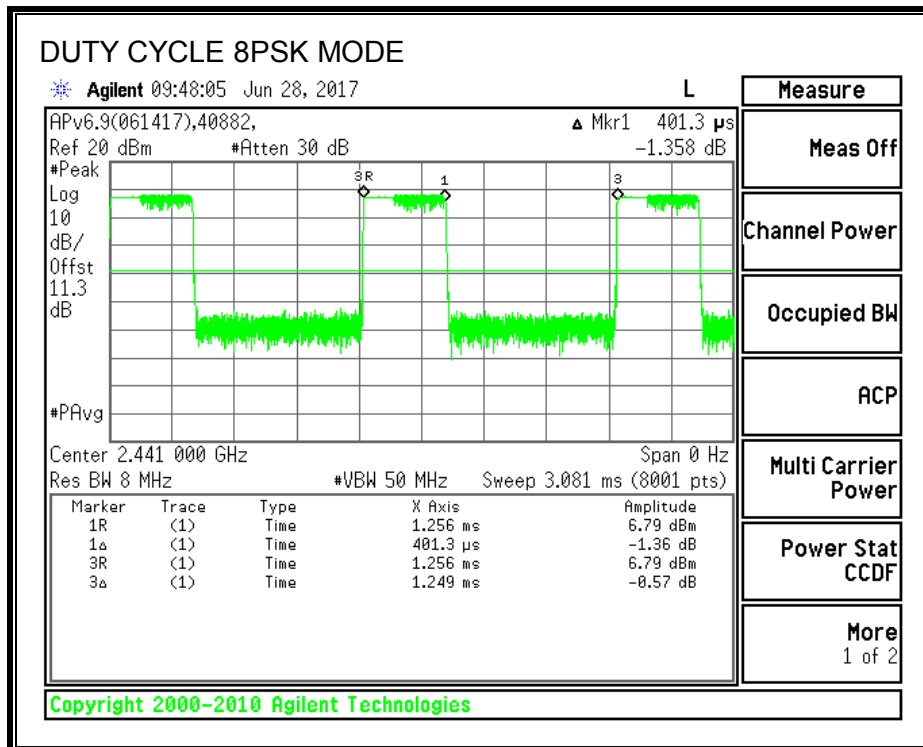 DUTY CYCLE 8PSK MODE
Agilent 09:48:05 Jun 28, 2017 L
APv6.9(061417),40882, Δ Mkr1 401.3 µs
Ref 20 dBm #Atten 30 dB -1.358 dB
#Peak
Log
10
dB/
Offst
11.3
dB
#PAvg
3R 1 3
Center 2.441 000 GHz Span 0 Hz
Res BW 8 MHz #VBW 50 MHz Sweep 3.081 ms (8001 pts)
Marker Trace Type X Axis Amplitude
1R (1) Time 1.256 ms 6.79 dBm
1Δ (1) Time 401.3 µs -1.36 dB
3R (1) Time 1.256 ms 6.79 dBm
3Δ (1) Time 1.249 ms -0.57 dB
Measure
Meas Off
Channel Power
Occupied BW
ACP
Multi Carrier
Power
Power Stat
CCDF
More
1 of 2
Copyright 2000-2010 Agilent Technologies